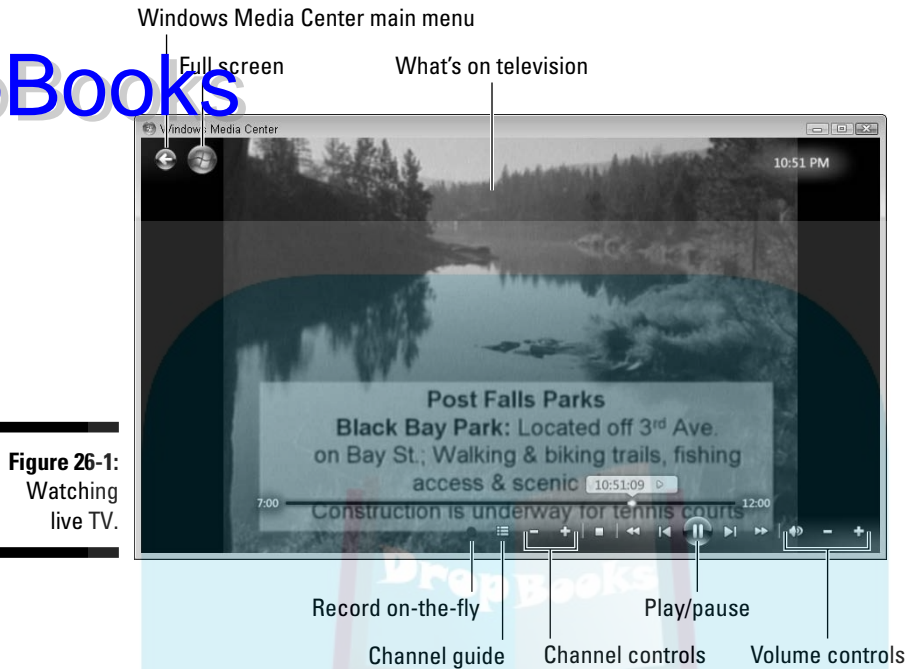 Windows Media Center main menu
Full screen
What's on television
Books
Windows Media Center
10:51 PM
Post Falls Parks
Black Bay Park: Located off 3rd Ave.
on Bay St.; Walking & biking trails, fishing
access & scenic
10:51:09
7:00
12:00
Construction is underway for tennis courts
Figure 26-1:
Watching
live TV.
DropBooks
Record on-the-fly
Play/pause
Channel guide
Channel controls
Volume controls